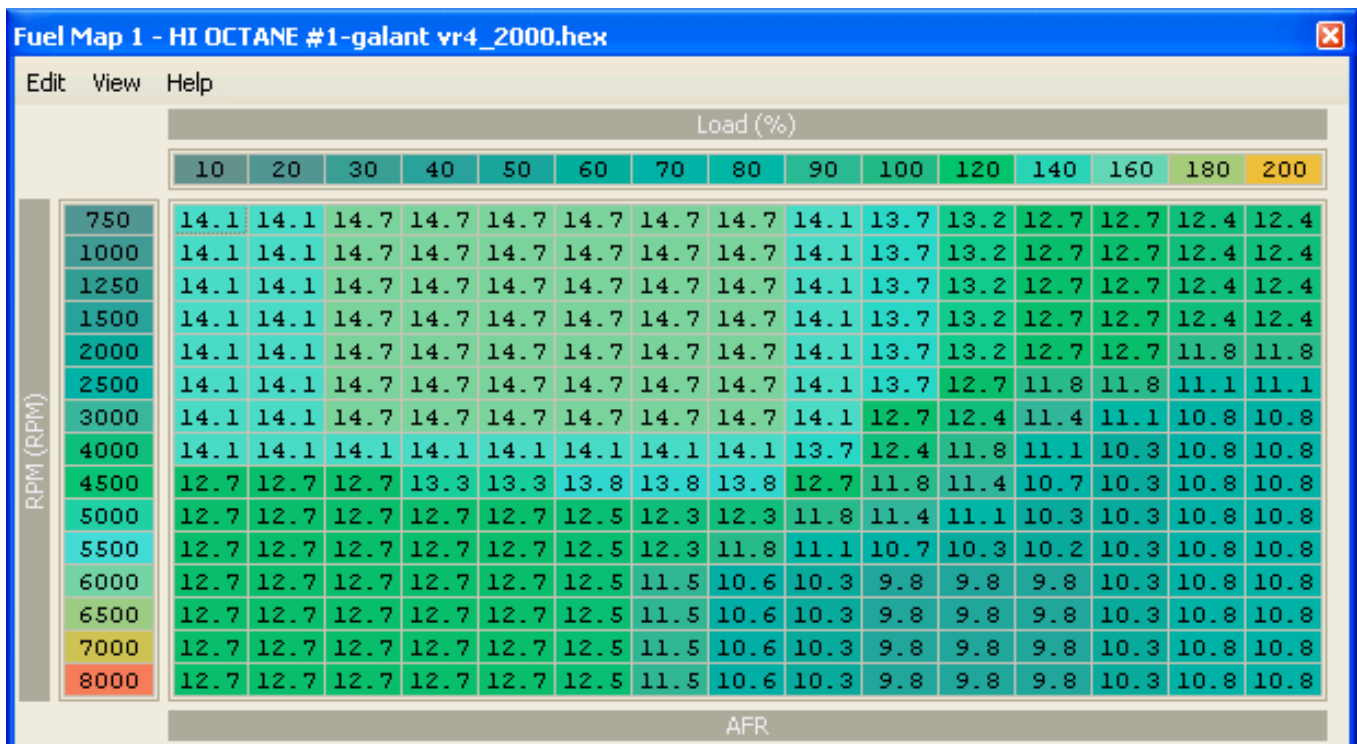 Fuel Map 1 - HI OCTANE #1-galant vr4_2000.hex
Edit View Help
Load (%)
10 20 30 40 50 60 70 80 90 100 120 140 160 180 200
RPM (RPM)
750 14.1 14.1 14.7 14.7 14.7 14.7 14.7 14.7 14.1 13.7 13.2 12.7 12.7 12.4 12.4
1000 14.1 14.1 14.7 14.7 14.7 14.7 14.7 14.7 14.1 13.7 13.2 12.7 12.7 12.4 12.4
1250 14.1 14.1 14.7 14.7 14.7 14.7 14.7 14.7 14.1 13.7 13.2 12.7 12.7 12.4 12.4
1500 14.1 14.1 14.7 14.7 14.7 14.7 14.7 14.7 14.1 13.7 13.2 12.7 12.7 12.4 12.4
2000 14.1 14.1 14.7 14.7 14.7 14.7 14.7 14.7 14.1 13.7 13.2 12.7 12.7 11.8 11.8
2500 14.1 14.1 14.7 14.7 14.7 14.7 14.7 14.7 14.1 13.7 12.7 11.8 11.8 11.1 11.1
3000 14.1 14.1 14.7 14.7 14.7 14.7 14.7 14.7 14.1 12.7 12.4 11.4 11.1 10.8 10.8
4000 14.1 14.1 14.1 14.1 14.1 14.1 14.1 14.1 13.7 12.4 11.8 11.1 10.3 10.8 10.8
4500 12.7 12.7 12.7 13.3 13.3 13.8 13.8 13.8 12.7 11.8 11.4 10.7 10.3 10.8 10.8
5000 12.7 12.7 12.7 12.7 12.7 12.5 12.3 12.3 11.8 11.4 11.1 10.3 10.3 10.8 10.8
5500 12.7 12.7 12.7 12.7 12.7 12.5 12.3 11.8 11.1 10.7 10.3 10.2 10.3 10.8 10.8
6000 12.7 12.7 12.7 12.7 12.7 12.5 11.5 10.6 10.3 9.8 9.8 9.8 10.3 10.8 10.8
6500 12.7 12.7 12.7 12.7 12.7 12.5 11.5 10.6 10.3 9.8 9.8 9.8 10.3 10.8 10.8
7000 12.7 12.7 12.7 12.7 12.7 12.5 11.5 10.6 10.3 9.8 9.8 9.8 10.3 10.8 10.8
8000 12.7 12.7 12.7 12.7 12.7 12.5 11.5 10.6 10.3 9.8 9.8 9.8 10.3 10.8 10.8
AFR